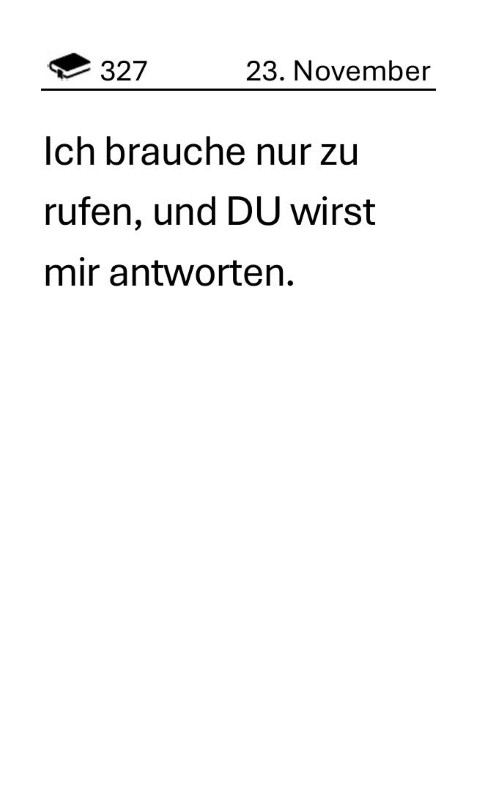 327 23. November
Ich brauche nur zu
rufen, und DU wirst
mir antworten.